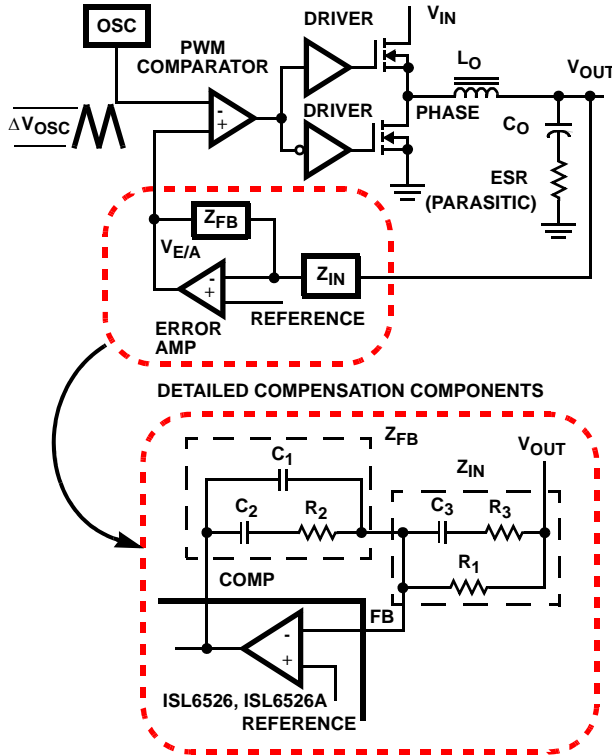 OSC
PWM
COMPARATOR
DRIVER
V_IN
L_O
V_OUT
ΔV_OSC
-
+
DRIVER
PHASE
C_O
ESR
(PARASITIC)
Z_FB
V_E/A
-
+
Z_IN
ERROR
AMP
REFERENCE
DETAILED COMPENSATION COMPONENTS
Z_FB
C_1
V_OUT
Z_IN
C_2
R_2
C_3
R_3
R_1
COMP
FB
-
+
ISL6526, ISL6526A
REFERENCE